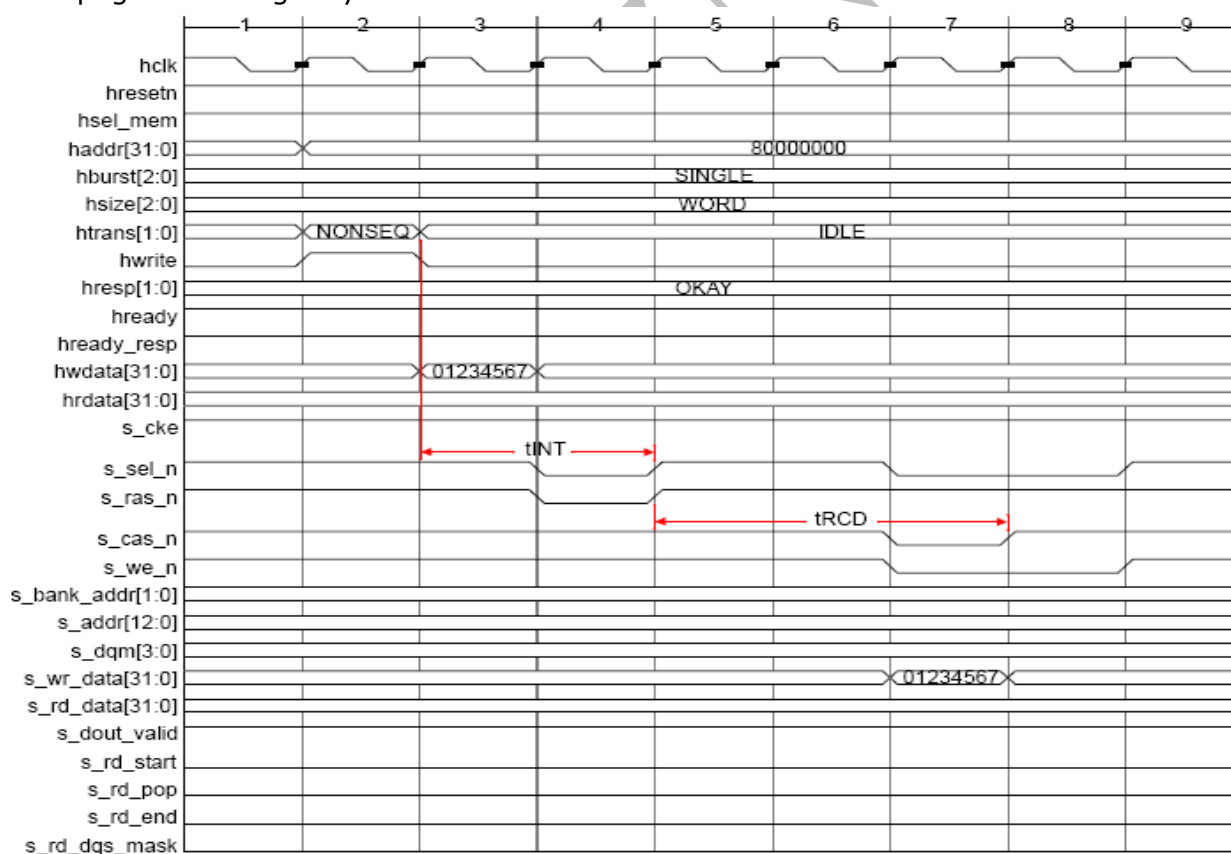 1 2 3 4 5 6 7 8 9
hclk
hresetn
hsel_mem
haddr[31:0] 80000000
hburst[2:0] SINGLE
hsize[2:0] WORD
htrans[1:0] NONSEQ IDLE
hwrite
hresp[1:0] OKAY
hready
hready_resp
hwdata[31:0] 01234567
hrdata[31:0]
s_cke
tINT
s_sel_n
s_ras_n
tRCD
s_cas_n
s_we_n
s_bank_addr[1:0]
s_addr[12:0]
s_dqm[3:0]
s_wr_data[31:0] 01234567
s_rd_data[31:0]
s_dout_valid
s_rd_start
s_rd_pop
s_rd_end
s_rd_dqs_mask